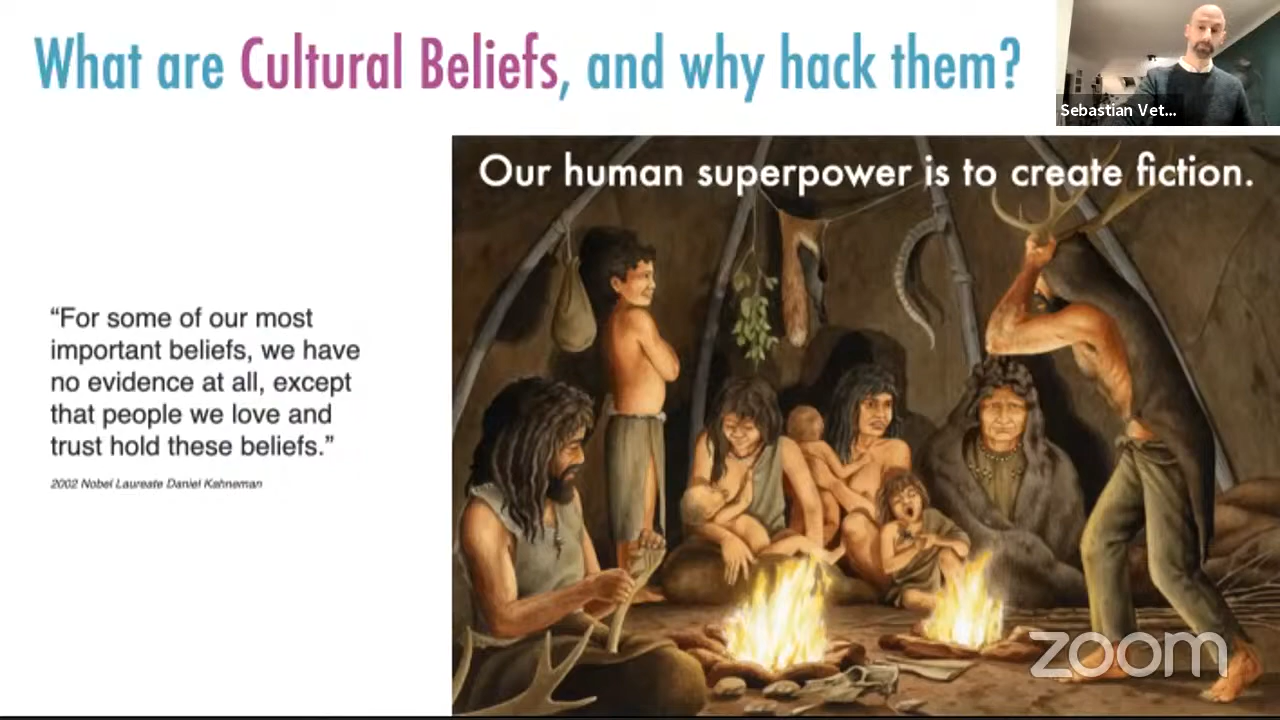 What are Cultural Beliefs, and why hack them?
Sebastian Vet...
Our human superpower is to create fiction.
“For some of our most
important beliefs, we have
no evidence at all, except
that people we love and
trust hold these beliefs.”
2002 Nobel Laureate Daniel Kahneman
zoom